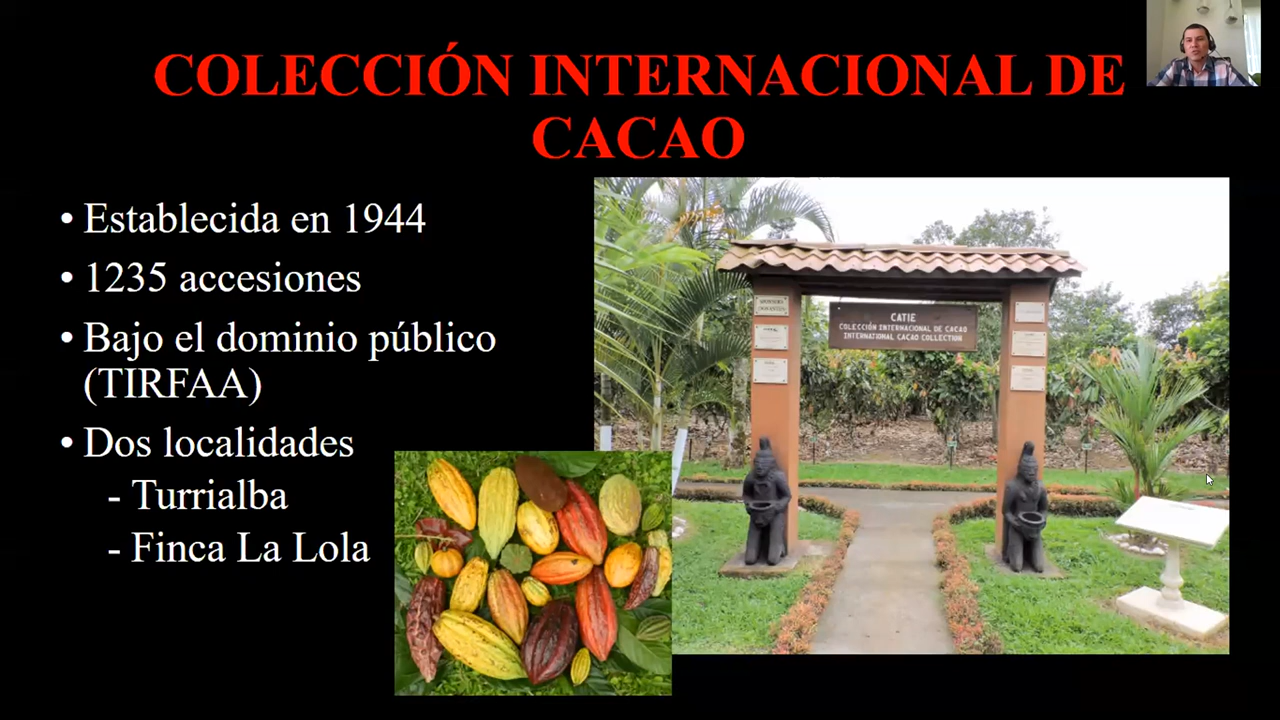 COLECCIÓN INTERNACIONAL DE
CACAO
• Establecida en 1944
• 1235 accesiones
• Bajo el dominio público
(TIRFAA)
• Dos localidades
- Turrialba
- Finca La Lola
CATIE
COLECCIÓN INTERNACIONAL DE CACAO
INTERNATIONAL CACAO COLLECTION